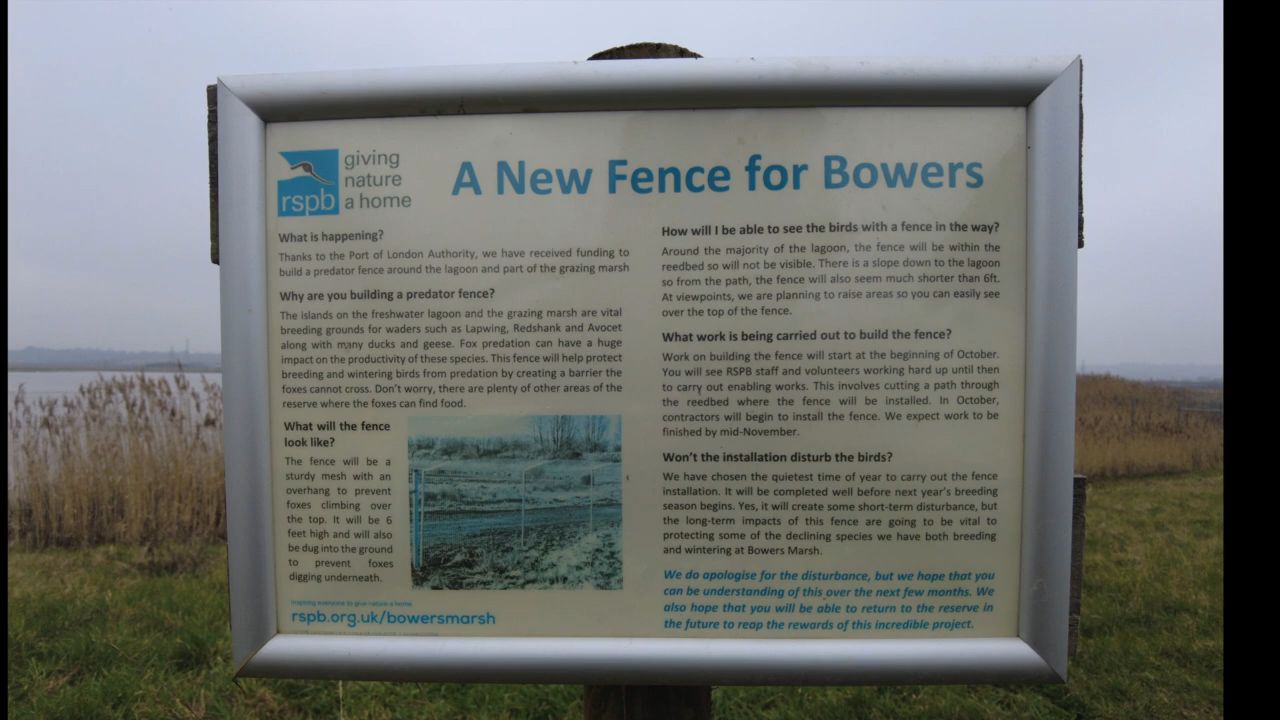 giving
nature
a home
rspb
A New Fence for Bowers
What is happening?
Thanks to the Port of London Authority, we have received funding to
build a predator fence around the lagoon and part of the grazing marsh
Why are you building a predator fence?
The islands on the freshwater lagoon and the grazing marsh are vital
breeding grounds for waders such as Lapwing, Redshank and Avocet
along with many ducks and geese. Fox predation can have a huge
impact on the productivity of these species. This fence will help protect
breeding and wintering birds from predation by creating a barrier the
foxes cannot cross. Don't worry, there are plenty of other areas of the
reserve where the foxes can find food.
What will the fence
look like?
The fence will be a
sturdy mesh with an
overhang to prevent
foxes climbing over
the top. It will be 6
feet high and will also
be dug into the ground
to prevent foxes
digging underneath.
inspiring everyone to give nature a home
rspb.org.uk/bowersmarsh
How will I be able to see the birds with a fence in the way?
Around the majority of the lagoon, the fence will be within the
reedbed so will not be visible. There is a slope down to the lagoon
so from the path, the fence will also seem much shorter than 6ft.
At viewpoints, we are planning to raise areas so you can easily see
over the top of the fence.
What work is being carried out to build the fence?
Work on building the fence will start at the beginning of October.
You will see RSPB staff and volunteers working hard up until then
to carry out enabling works. This involves cutting a path through
the reedbed where the fence will be installed. In October,
contractors will begin to install the fence. We expect work to be
finished by mid-November.
Won't the installation disturb the birds?
We have chosen the quietest time of year to carry out the fence
installation. It will be completed well before next year's breeding
season begins. Yes, it will create some short-term disturbance, but
the long-term impacts of this fence are going to be vital to
protecting some of the declining species we have both breeding
and wintering at Bowers Marsh.
We do apologise for the disturbance, but we hope that you
can be understanding of this over the next few months. We
also hope that you will be able to return to the reserve in
the future to reap the rewards of this incredible project.